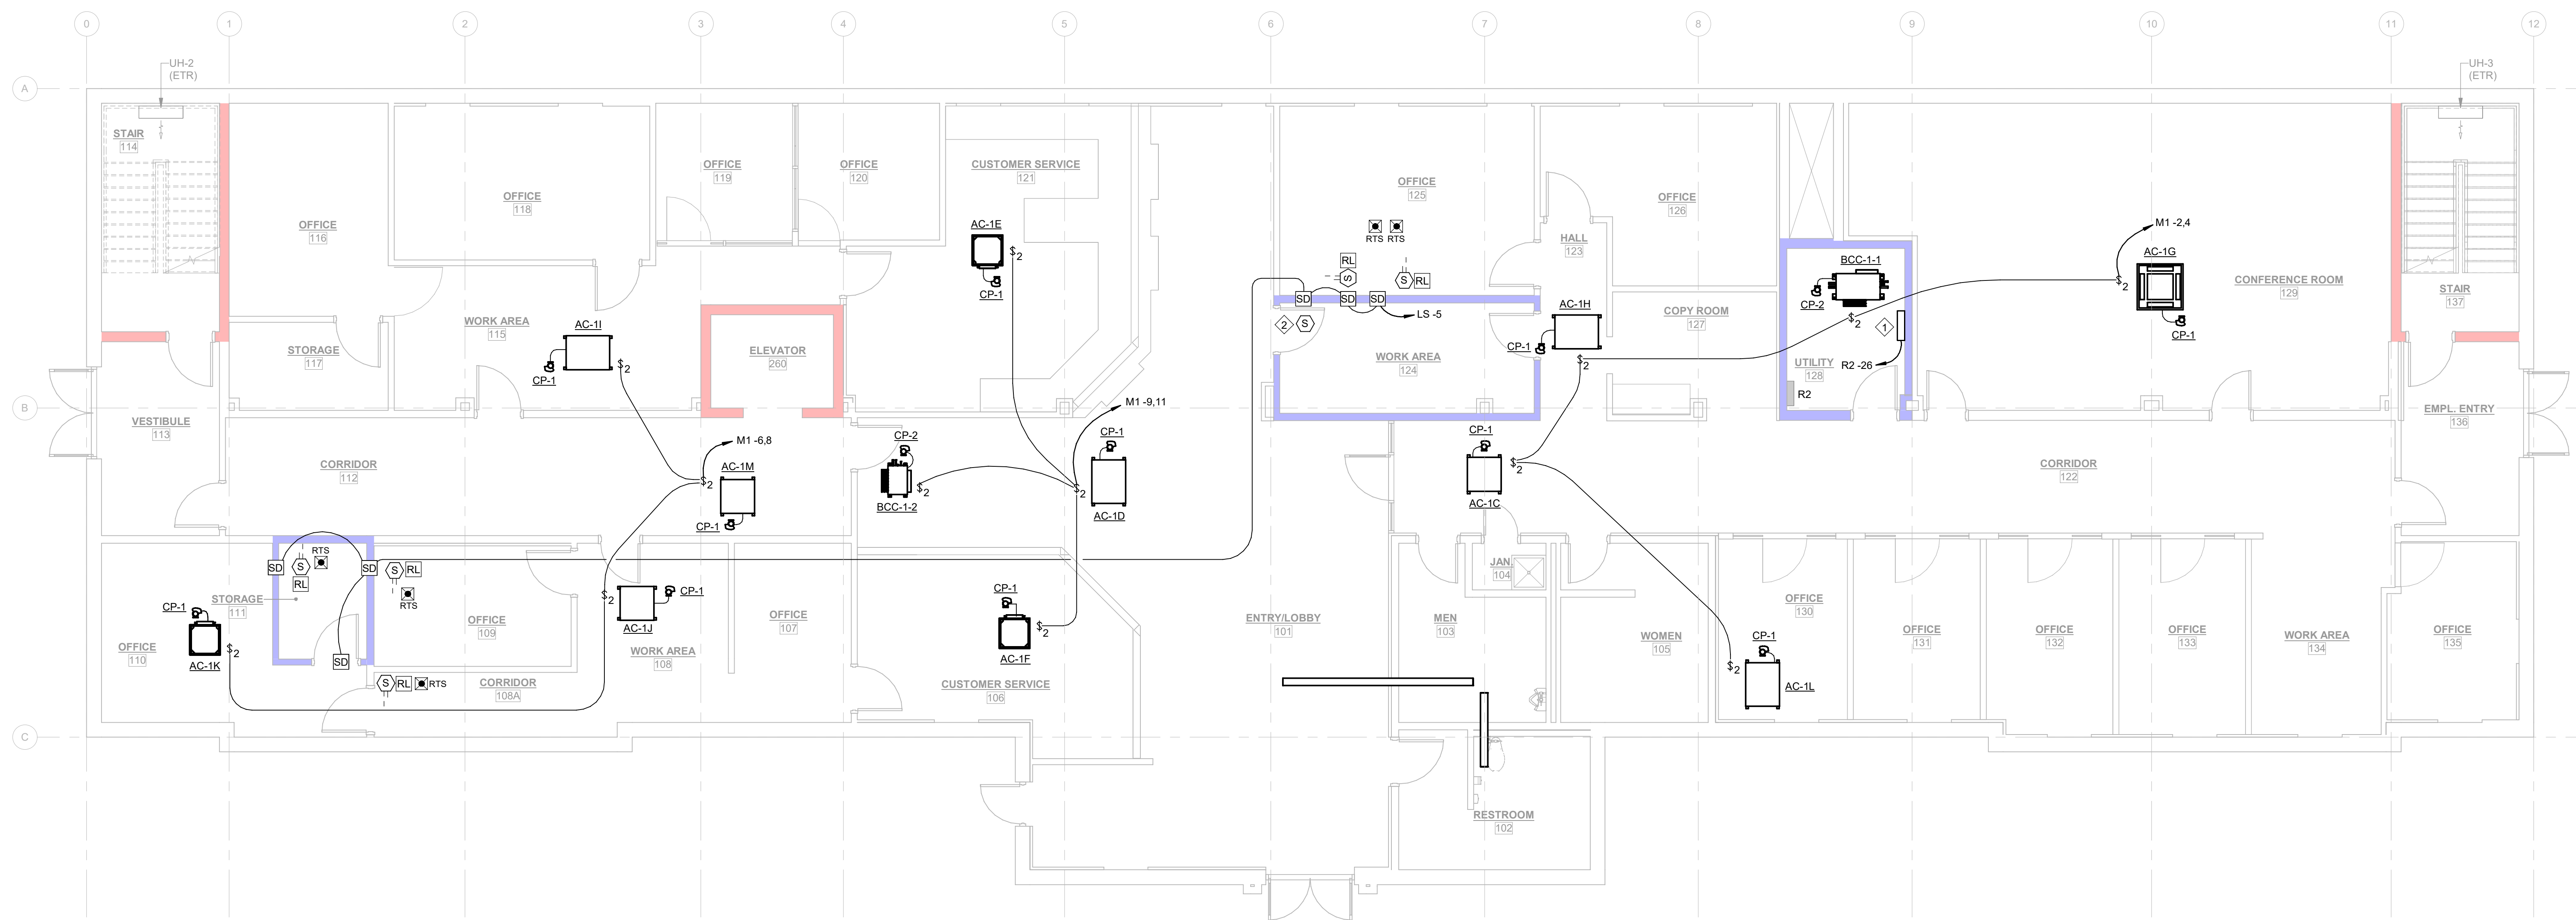 0
1
2
3
4
5
6
7
8
9
10
11
12
A
UH-2
(ETR)
UH-3
(ETR)
STAIR
114
OFFICE
116
OFFICE
118
OFFICE
119
OFFICE
120
CUSTOMER SERVICE
121
AC-1E
$2
CP-1
OFFICE
125
RTS
RTS
RL
S
S
RL
SD
SD
SD
LS -5
2
S
WORK AREA
124
HALL
123
OFFICE
126
AC-1H
CP-1
$2
COPY ROOM
127
BCC-1-1
CP-2
$2
1
UTILITY
128
R2 -26
R2
M1 -2,4
AC-1G
$2
CP-1
CONFERENCE ROOM
129
STAIR
137
STORAGE
117
WORK AREA
115
AC-1I
CP-1
$2
ELEVATOR
260
B
VESTIBULE
113
CORRIDOR
112
M1 -6,8
AC-1M
$2
CP-1
CP-2
BCC-1-2
$2
M1 -9,11
CP-1
$2
AC-1D
CP-1
$2
AC-1C
CORRIDOR
122
EMPL. ENTRY
136
SD
S
RL
RTS
SD
S
RL
RTS
STORAGE
111
CP-1
AC-1K
$2
OFFICE
110
SD
S
RL
RTS
OFFICE
109
CORRIDOR
108A
$2
CP-1
AC-1J
WORK AREA
108
OFFICE
107
CP-1
$2
AC-1F
CUSTOMER SERVICE
106
ENTRY/LOBBY
101
JAN.
104
MEN
103
WOMEN
105
CP-1
$2
AC-1L
OFFICE
130
OFFICE
131
OFFICE
132
OFFICE
133
WORK AREA
134
OFFICE
135
C
RESTROOM
102